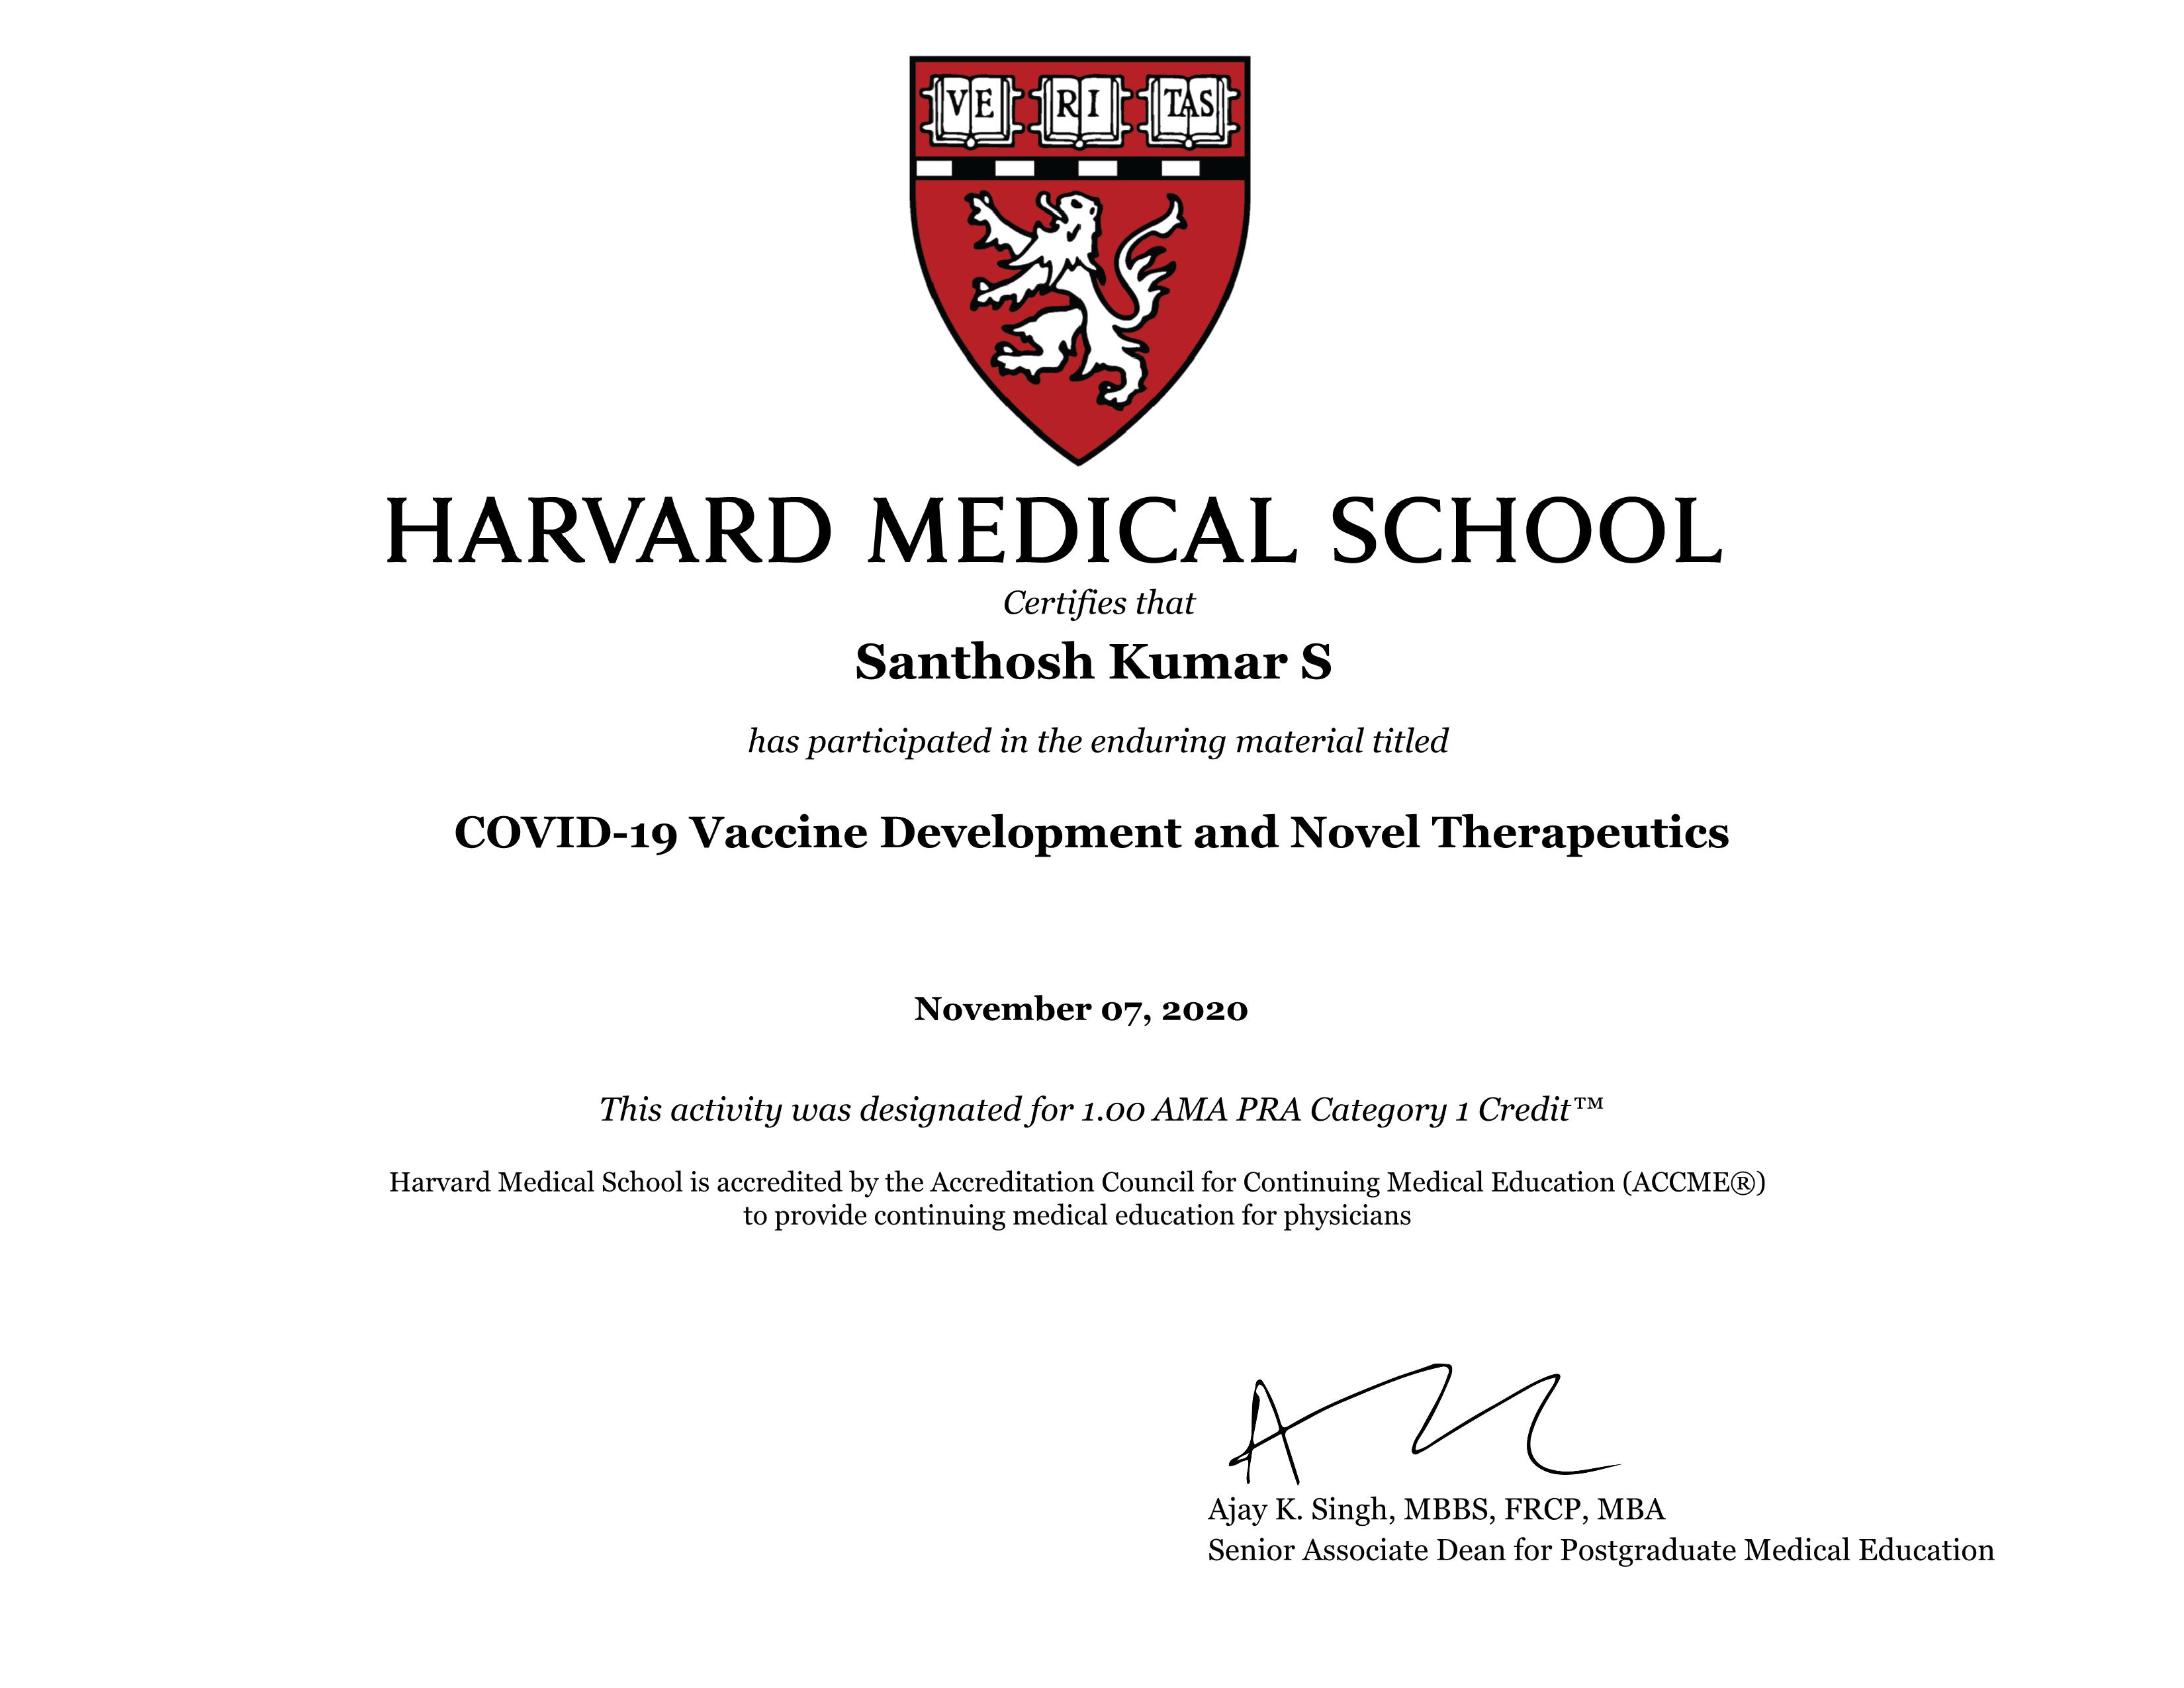 VE RI TAS
HARVARD MEDICAL SCHOOL
Certifies that
Santhosh Kumar S
has participated in the enduring material titled
COVID-19 Vaccine Development and Novel Therapeutics
November 07, 2020
This activity was designated for 1.00 AMA PRA Category 1 Credit™
Harvard Medical School is accredited by the Accreditation Council for Continuing Medical Education (ACCME®)
to provide continuing medical education for physicians
Ajay K. Singh, MBBS, FRCP, MBA
Senior Associate Dean for Postgraduate Medical Education